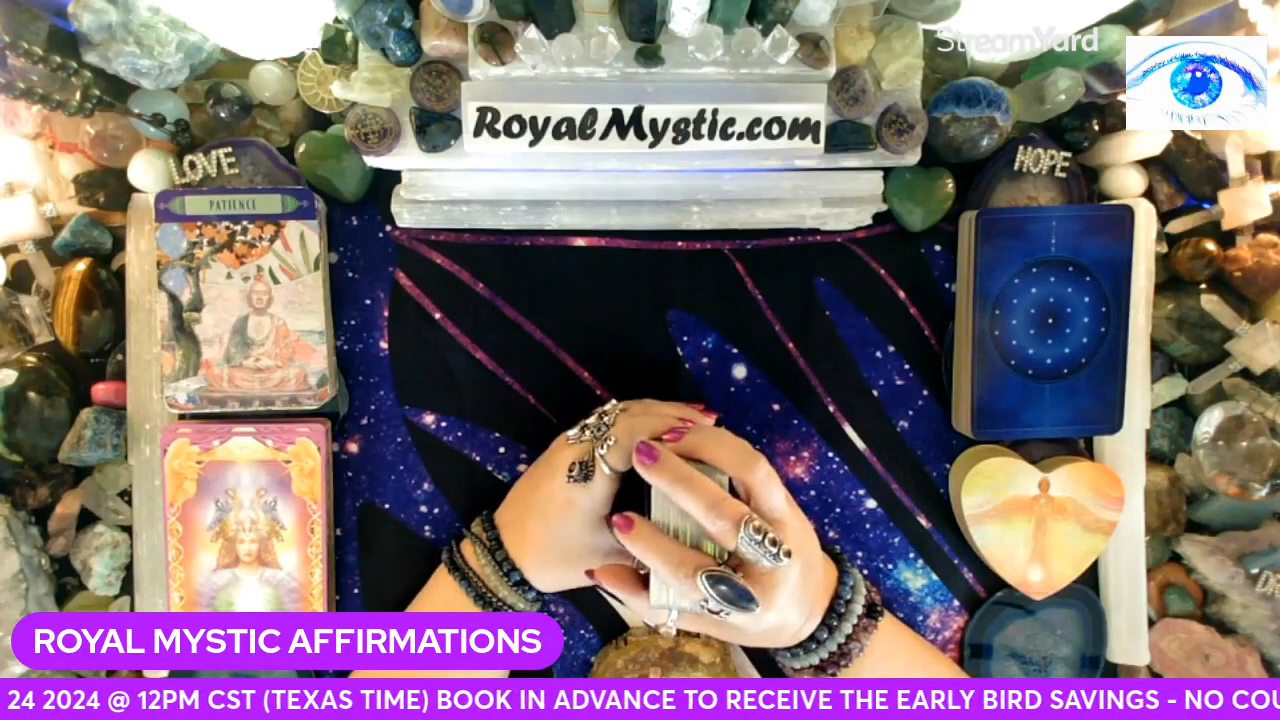 StreamYard
RoyalMystic.com
LOVE
HOPE
PATIENCE
ROYAL MYSTIC AFFIRMATIONS
24 2024 @ 12PM CST (TEXAS TIME) BOOK IN ADVANCE TO RECEIVE THE EARLY BIRD SAVINGS - NO COU